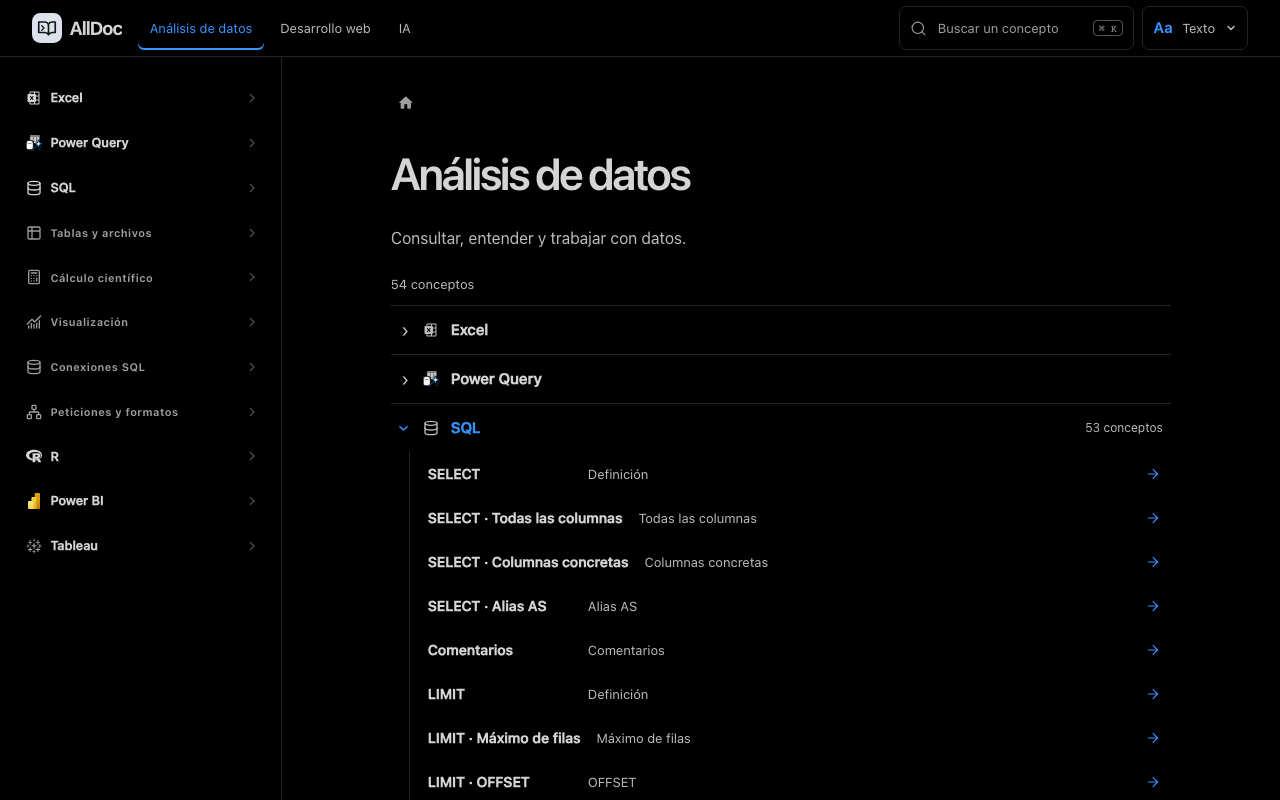 AllDoc
Análisis de datos
Desarrollo web
IA
Buscar un concepto
⌘ K
Aa Texto
Excel
Power Query
SQL
Tablas y archivos
Cálculo científico
Visualización
Conexiones SQL
Peticiones y formatos
R
Power BI
Tableau
Análisis de datos
Consultar, entender y trabajar con datos.
54 conceptos
Excel
Power Query
SQL 53 conceptos
SELECT Definición
SELECT · Todas las columnas Todas las columnas
SELECT · Columnas concretas Columnas concretas
SELECT · Alias AS Alias AS
Comentarios Comentarios
LIMIT Definición
LIMIT · Máximo de filas Máximo de filas
LIMIT · OFFSET OFFSET